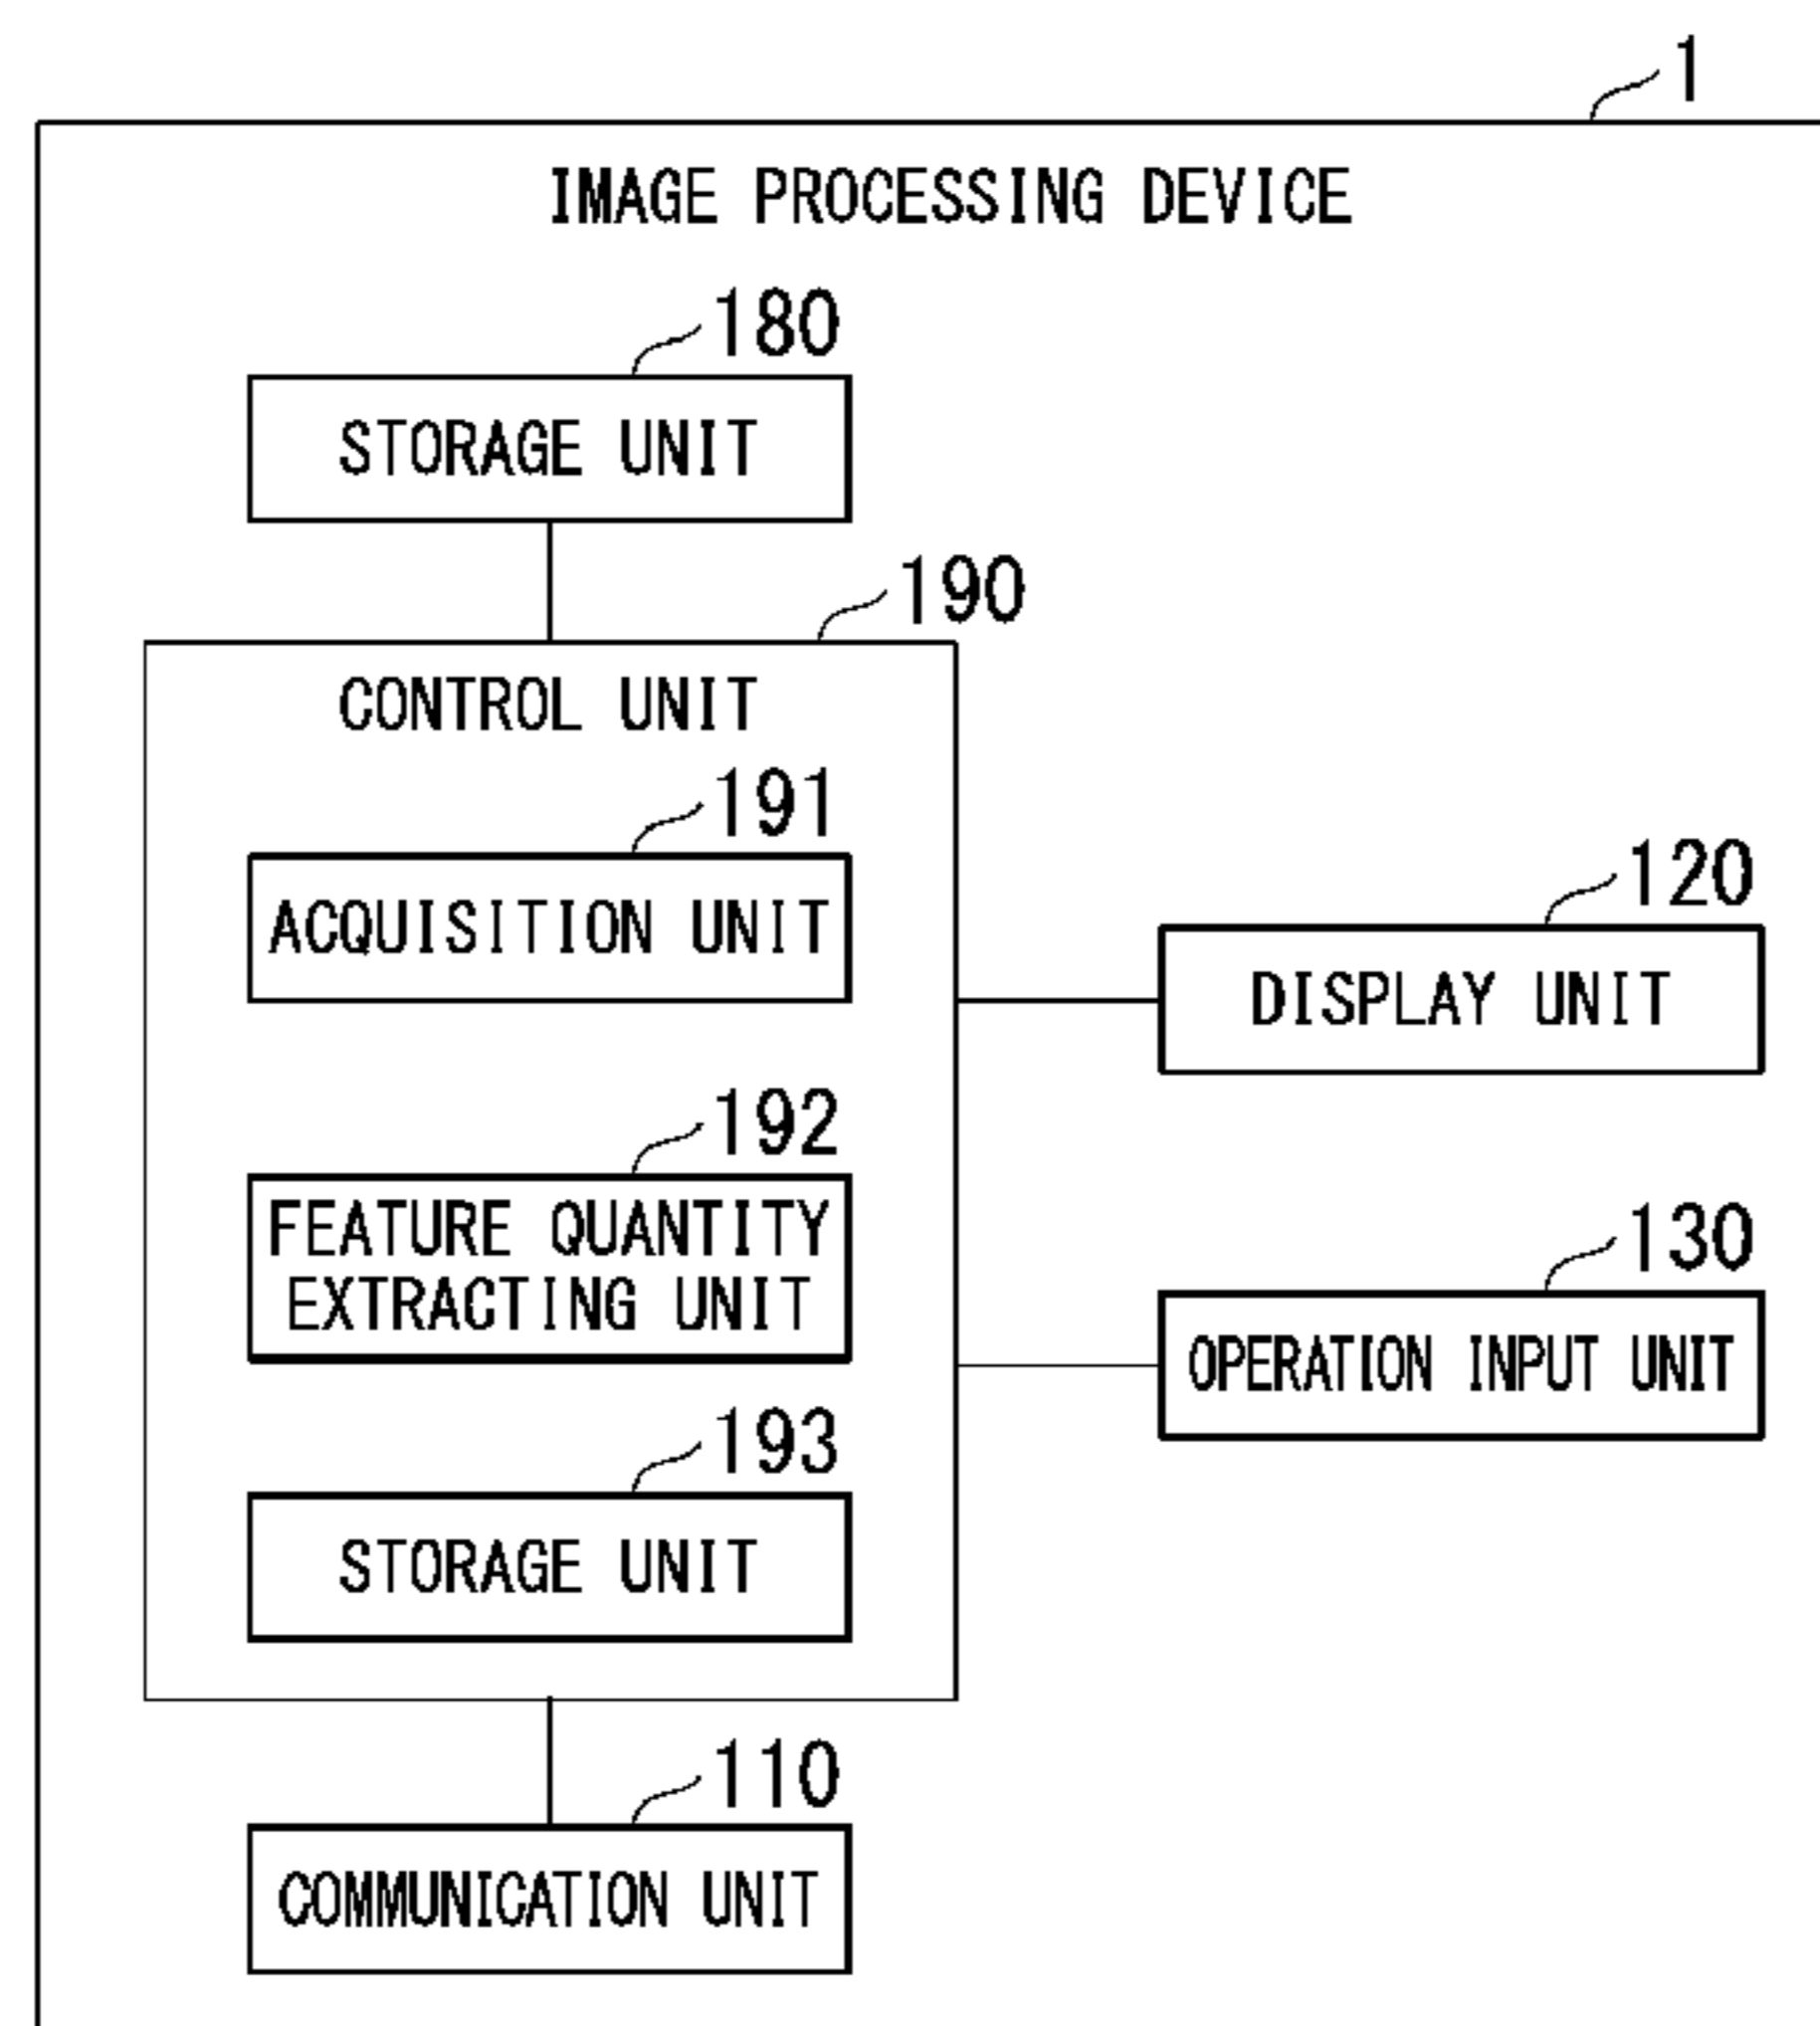 1
IMAGE PROCESSING DEVICE
180
STORAGE UNIT
190
CONTROL UNIT
191
ACQUISITION UNIT
120
DISPLAY UNIT
192
FEATURE QUANTITY
EXTRACTING UNIT
130
OPERATION INPUT UNIT
193
STORAGE UNIT
110
COMMUNICATION UNIT